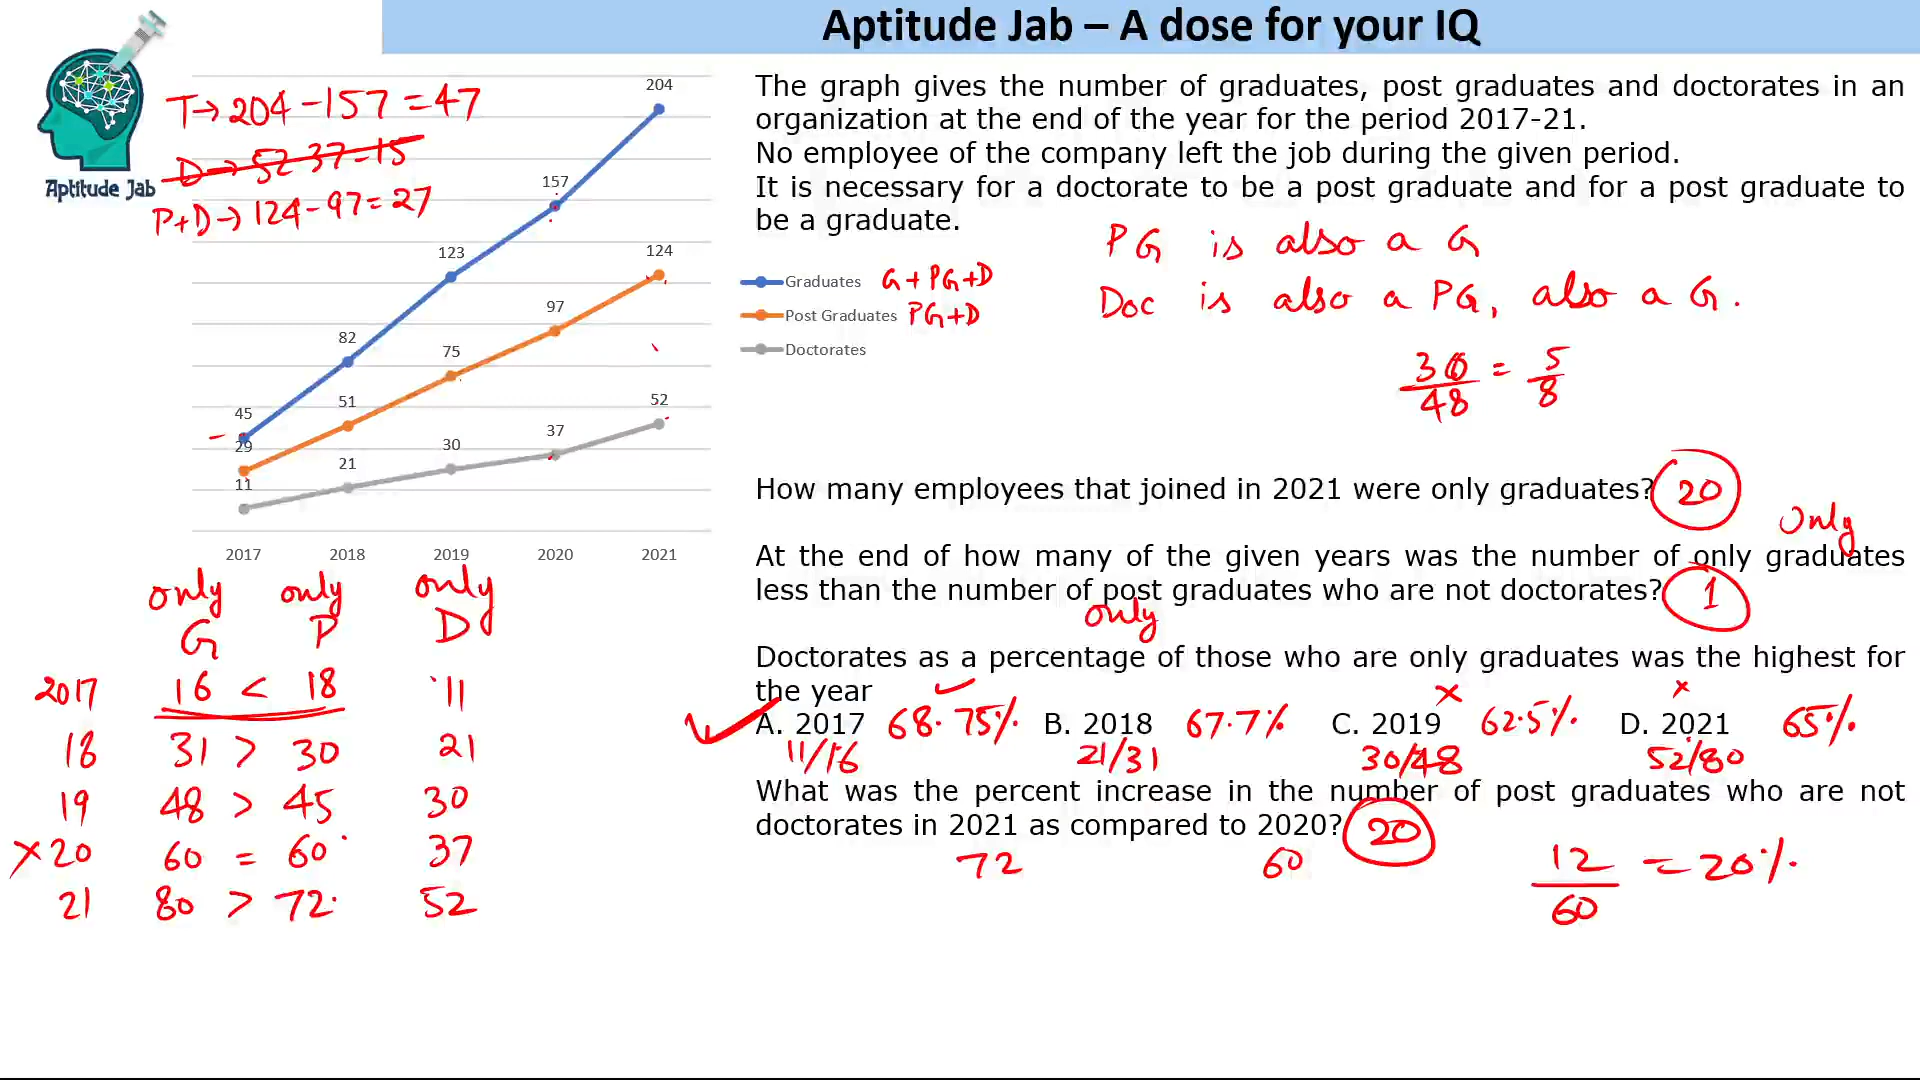 Aptitude Jab – A dose for your IQ
Aptitude Jab
T→ 204 – 157 = 47
D → 52 37 – 15
P+D → 124 – 97 = 27
204
157
123
82
45
124
97
75
51
29
52
37
30
21
11
2017 2018 2019 2020 2021
Graduates G + PG + D
Post Graduates PG + D
Doctorates
The graph gives the number of graduates, post graduates and doctorates in an
organization at the end of the year for the period 2017-21.
No employee of the company left the job during the given period.
It is necessary for a doctorate to be a post graduate and for a post graduate to
be a graduate.
PG is also a G
Doc is also a PG, also a G.
30/48 = 5/8
How many employees that joined in 2021 were only graduates? 20
only
At the end of how many of the given years was the number of only graduates
less than the number of post graduates who are not doctorates? 1
only
Doctorates as a percentage of those who are only graduates was the highest for
the year
A. 2017 68.75% B. 2018 67.7% C. 2019 62.5% D. 2021 65%
11/16 21/31 30/48 52/80
What was the percent increase in the number of post graduates who are not
doctorates in 2021 as compared to 2020? 20
72 60
12/60 = 20%
only only only
G P D
2017 16 < 18 11
18 31 > 30 21
19 48 > 45 30
×20 60 = 60 37
21 80 > 72 52